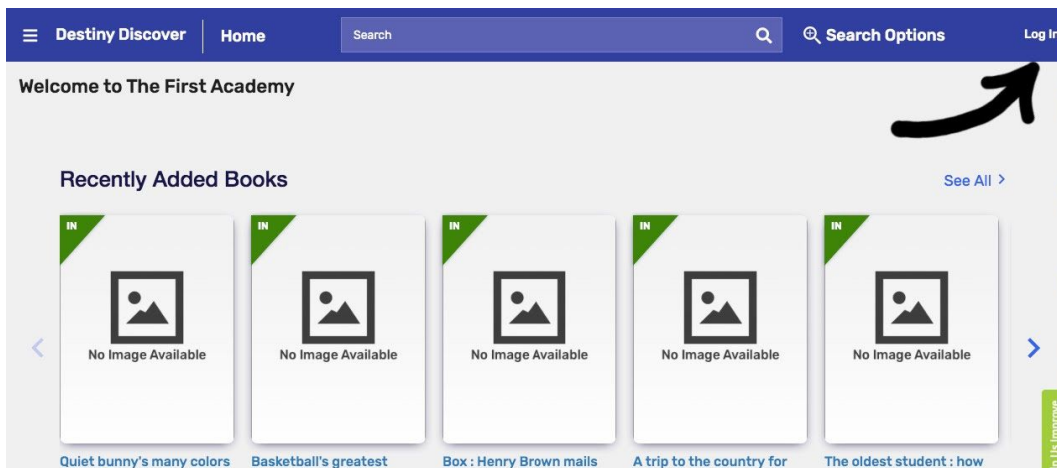 Destiny Discover Home Search Search Options Log In
Welcome to The First Academy
Recently Added Books See All
IN IN IN IN IN
No Image Available No Image Available No Image Available No Image Available No Image Available
Quiet bunny's many colors Basketball's greatest Box : Henry Brown mails A trip to the country for The oldest student : how
Us Improve